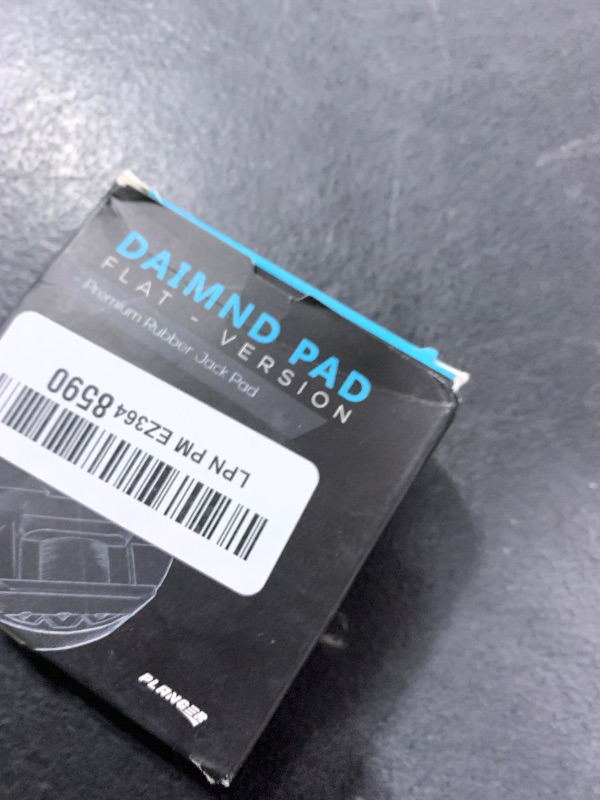 DAIMND PAD
FLAT - VERSION
Premium Rubber Jack Pad
LPN PM EZ364 8590
PLANGER